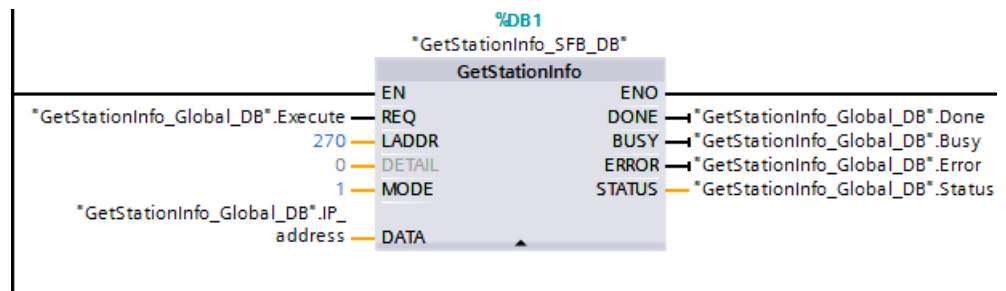 %DB1
"GetStationInfo_SFB_DB"
GetStationInfo
EN ENO
"GetStationInfo_Global_DB".Execute REQ DONE "GetStationInfo_Global_DB".Done
270 LADDR BUSY "GetStationInfo_Global_DB".Busy
0 DETAIL ERROR "GetStationInfo_Global_DB".Error
1 MODE STATUS "GetStationInfo_Global_DB".Status
"GetStationInfo_Global_DB".IP_
address DATA